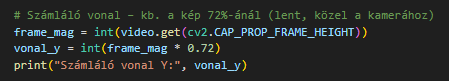 # Számláló vonal – kb. a kép 72%-ánál (lent, közel a kamerához)
frame_mag = int(video.get(cv2.CAP_PROP_FRAME_HEIGHT))
vonal_y = int(frame_mag * 0.72)
print("Számláló vonal Y:", vonal_y)